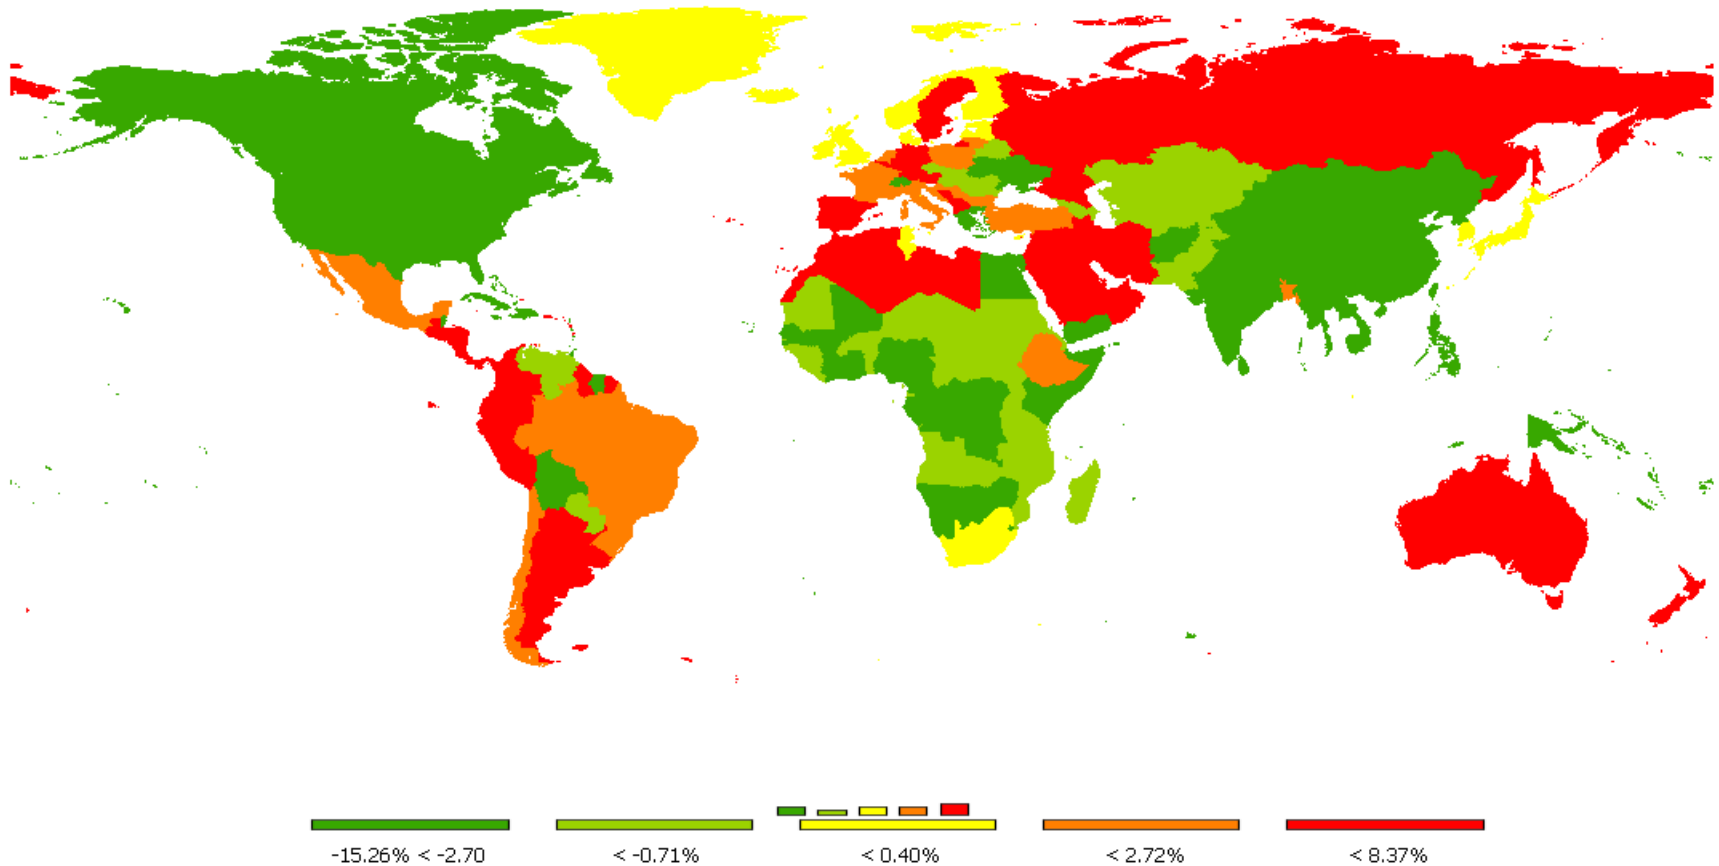 -15.26% < -2.70
< -0.71%
< 0.40%
< 2.72%
< 8.37%